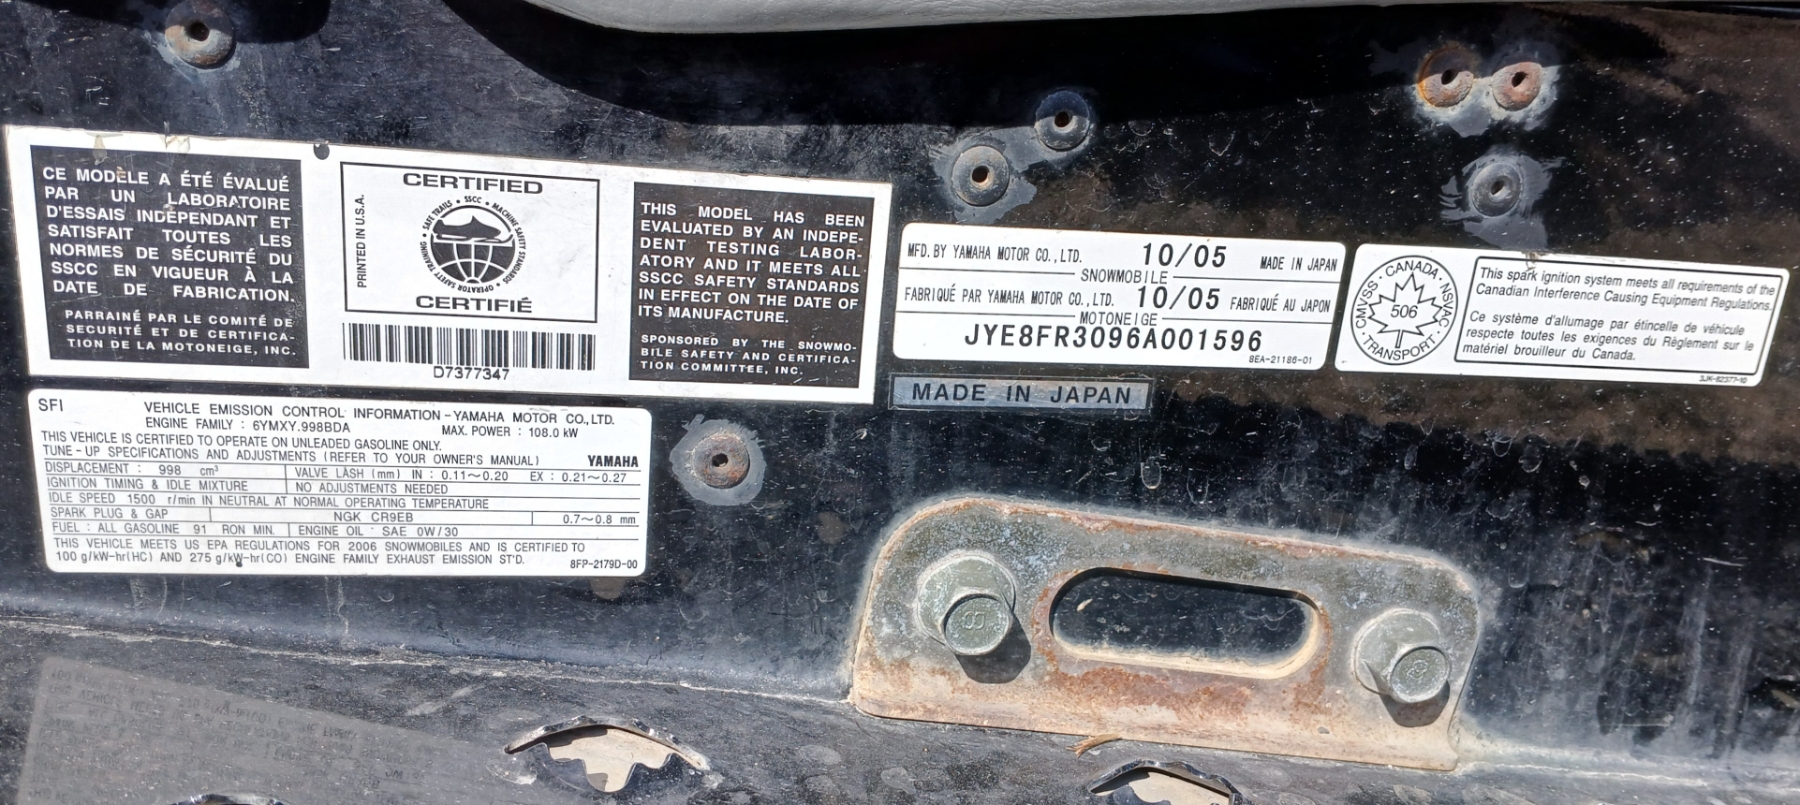 CE MODÈLE A ÉTÉ ÉVALUÉ
PAR UN LABORATOIRE
D'ESSAIS INDÉPENDANT ET
SATISFAIT TOUTES LES
NORMES DE SÉCURITÉ DU
SSCC EN VIGUEUR À LA
DATE DE FABRICATION.
PARRAINÉ PAR LE COMITÉ DE
SÉCURITÉ ET DE CERTIFICA-
TION DE LA MOTONEIGE, INC.
PRINTED IN U.S.A.
CERTIFIED
SAFE TRAILS • SSCC • MACHINE SAFETY STANDARDS • OPERATOR SAFETY TRAINING •
CERTIFIÉ
D7377347
THIS MODEL HAS BEEN
EVALUATED BY AN INDEPE-
DENT TESTING LABOR-
ATORY AND IT MEETS ALL
SSCC SAFETY STANDARDS
IN EFFECT ON THE DATE OF
ITS MANUFACTURE.
SPONSORED BY THE SNOWMO-
BILE SAFETY AND CERTIFICA-
TION COMMITTEE, INC.
MFD. BY YAMAHA MOTOR CO., LTD. 10/05 MADE IN JAPAN
SNOWMOBILE
FABRIQUÉ PAR YAMAHA MOTOR CO., LTD. 10/05 FABRIQUÉ AU JAPON
MOTONEIGE
JYE8FR3096A001596
8EA-21186-01
MADE IN JAPAN
CANADA
CMVSS NSVAC
506
TRANSPORT
This spark ignition system meets all requirements of the
Canadian Interference Causing Equipment Regulations.
Ce système d'allumage par étincelle de véhicule
respecte toutes les exigences du Règlement sur le
matériel brouilleur du Canada.
3JK-82377-10
SFI VEHICLE EMISSION CONTROL INFORMATION - YAMAHA MOTOR CO., LTD.
ENGINE FAMILY : 6YMXY.998BDA MAX. POWER : 108.0 kW
THIS VEHICLE IS CERTIFIED TO OPERATE ON UNLEADED GASOLINE ONLY.
TUNE-UP SPECIFICATIONS AND ADJUSTMENTS (REFER TO YOUR OWNER'S MANUAL) YAMAHA
DISPLACEMENT : 998 cm³ VALVE LASH (mm) IN : 0.11~0.20 EX : 0.21~0.27
IGNITION TIMING & IDLE MIXTURE NO ADJUSTMENTS NEEDED
IDLE SPEED 1500 r/min IN NEUTRAL AT NORMAL OPERATING TEMPERATURE
SPARK PLUG & GAP NGK CR9EB 0.7~0.8 mm
FUEL : ALL GASOLINE 91 RON MIN. ENGINE OIL : SAE 0W/30
THIS VEHICLE MEETS US EPA REGULATIONS FOR 2006 SNOWMOBILES AND IS CERTIFIED TO
100 g/kW-hr(HC) AND 275 g/kW-hr(CO) ENGINE FAMILY EXHAUST EMISSION ST'D.
8FP-2179D-00
8